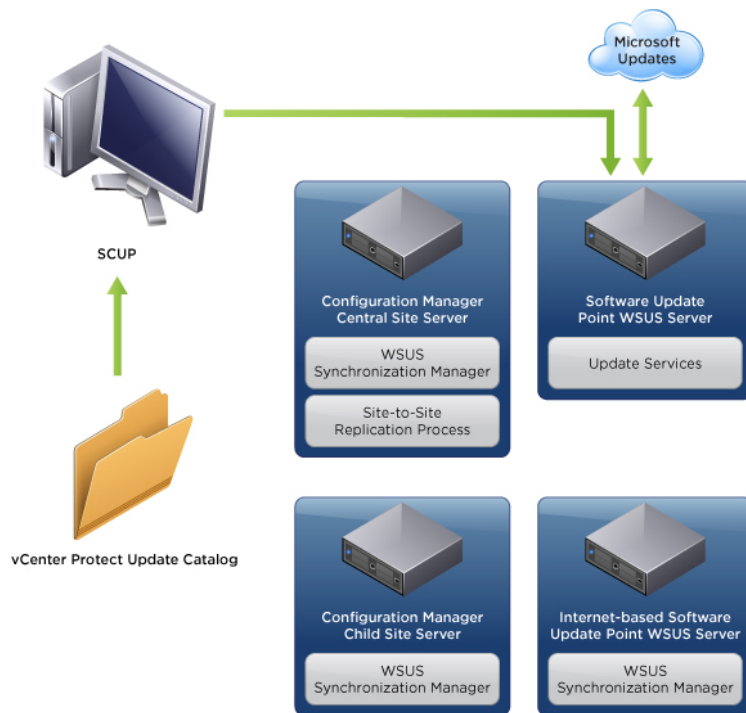 Microsoft
Updates
SCUP
Configuration Manager
Central Site Server
WSUS
Synchronization Manager
Site-to-Site
Replication Process
Software Update
Point WSUS Server
Update Services
vCenter Protect Update Catalog
Configuration Manager
Child Site Server
WSUS
Synchronization Manager
Internet-based Software
Update Point WSUS Server
WSUS
Synchronization Manager